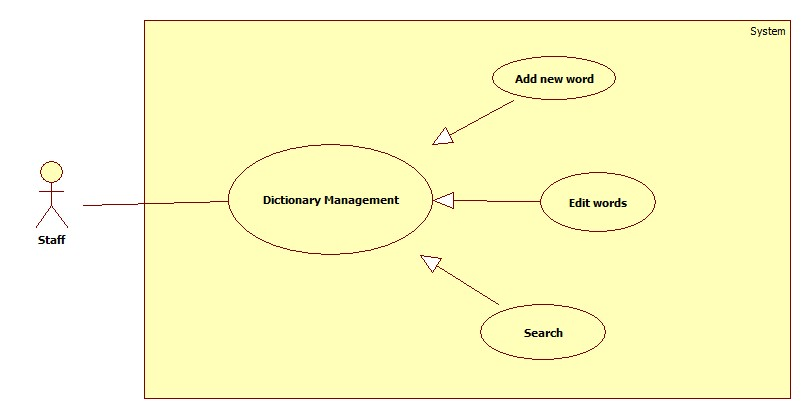 System
Add new word
Dictionary Management
Edit words
Staff
Search